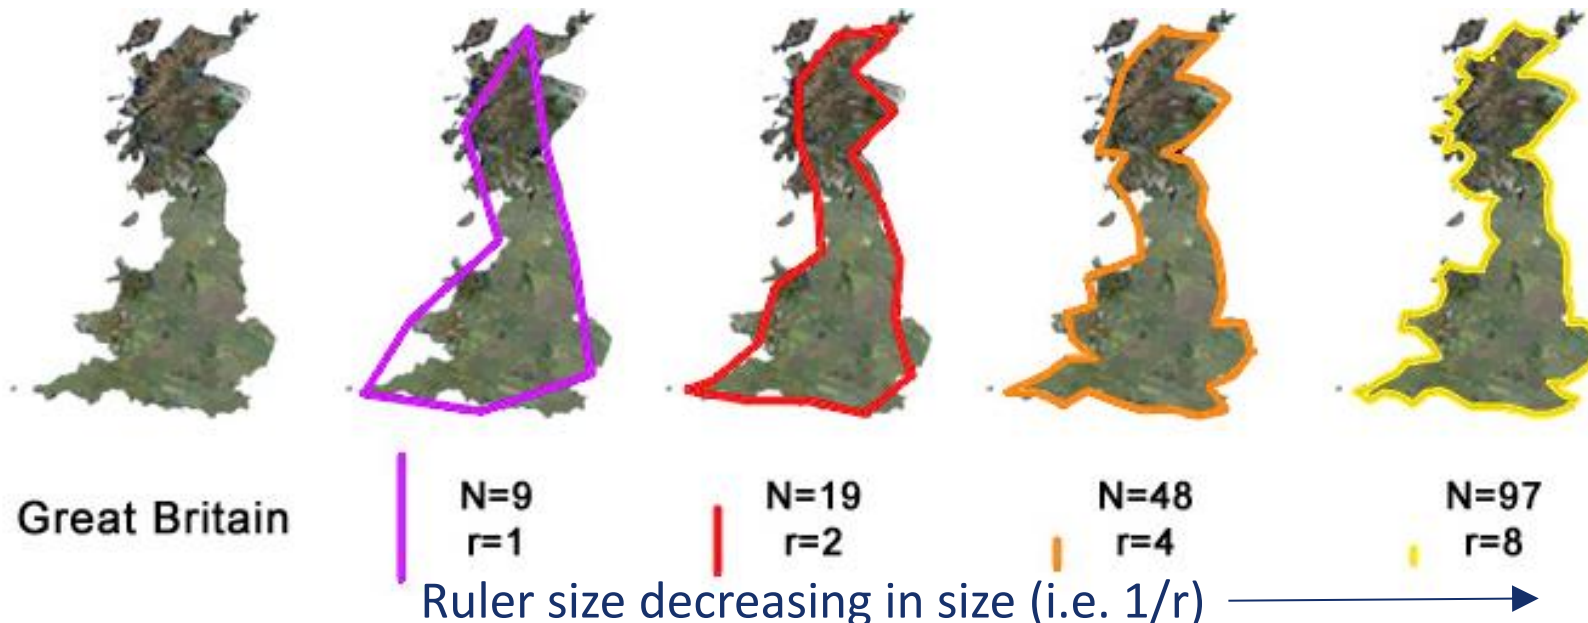 Great Britain
N=9
r=1
N=19
r=2
N=48
r=4
N=97
r=8
Ruler size decreasing in size (i.e. 1/r)